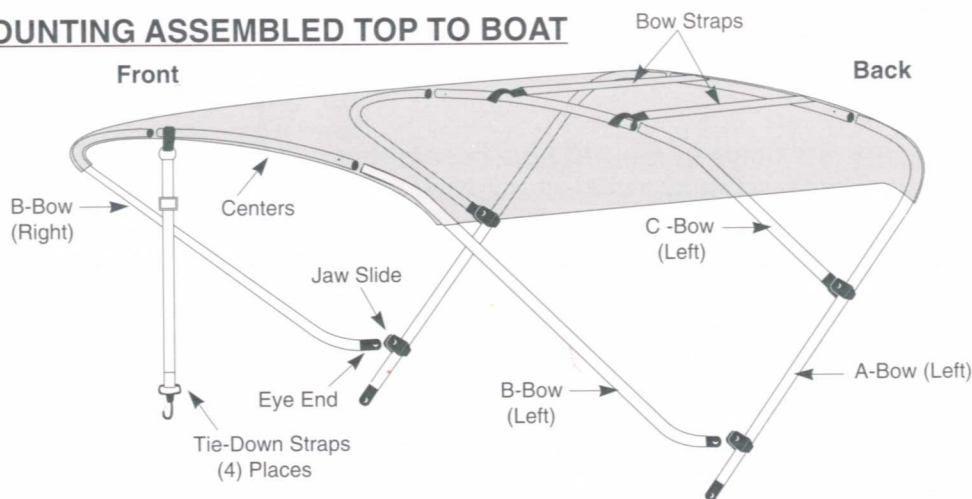 OUNTING ASSEMBLED TOP TO BOAT
Bow Straps
Front
Back
B-Bow
(Right)
Centers
C -Bow
(Left)
Jaw Slide
Eye End
B-Bow
(Left)
A-Bow (Left)
Tie-Down Straps
(4) Places